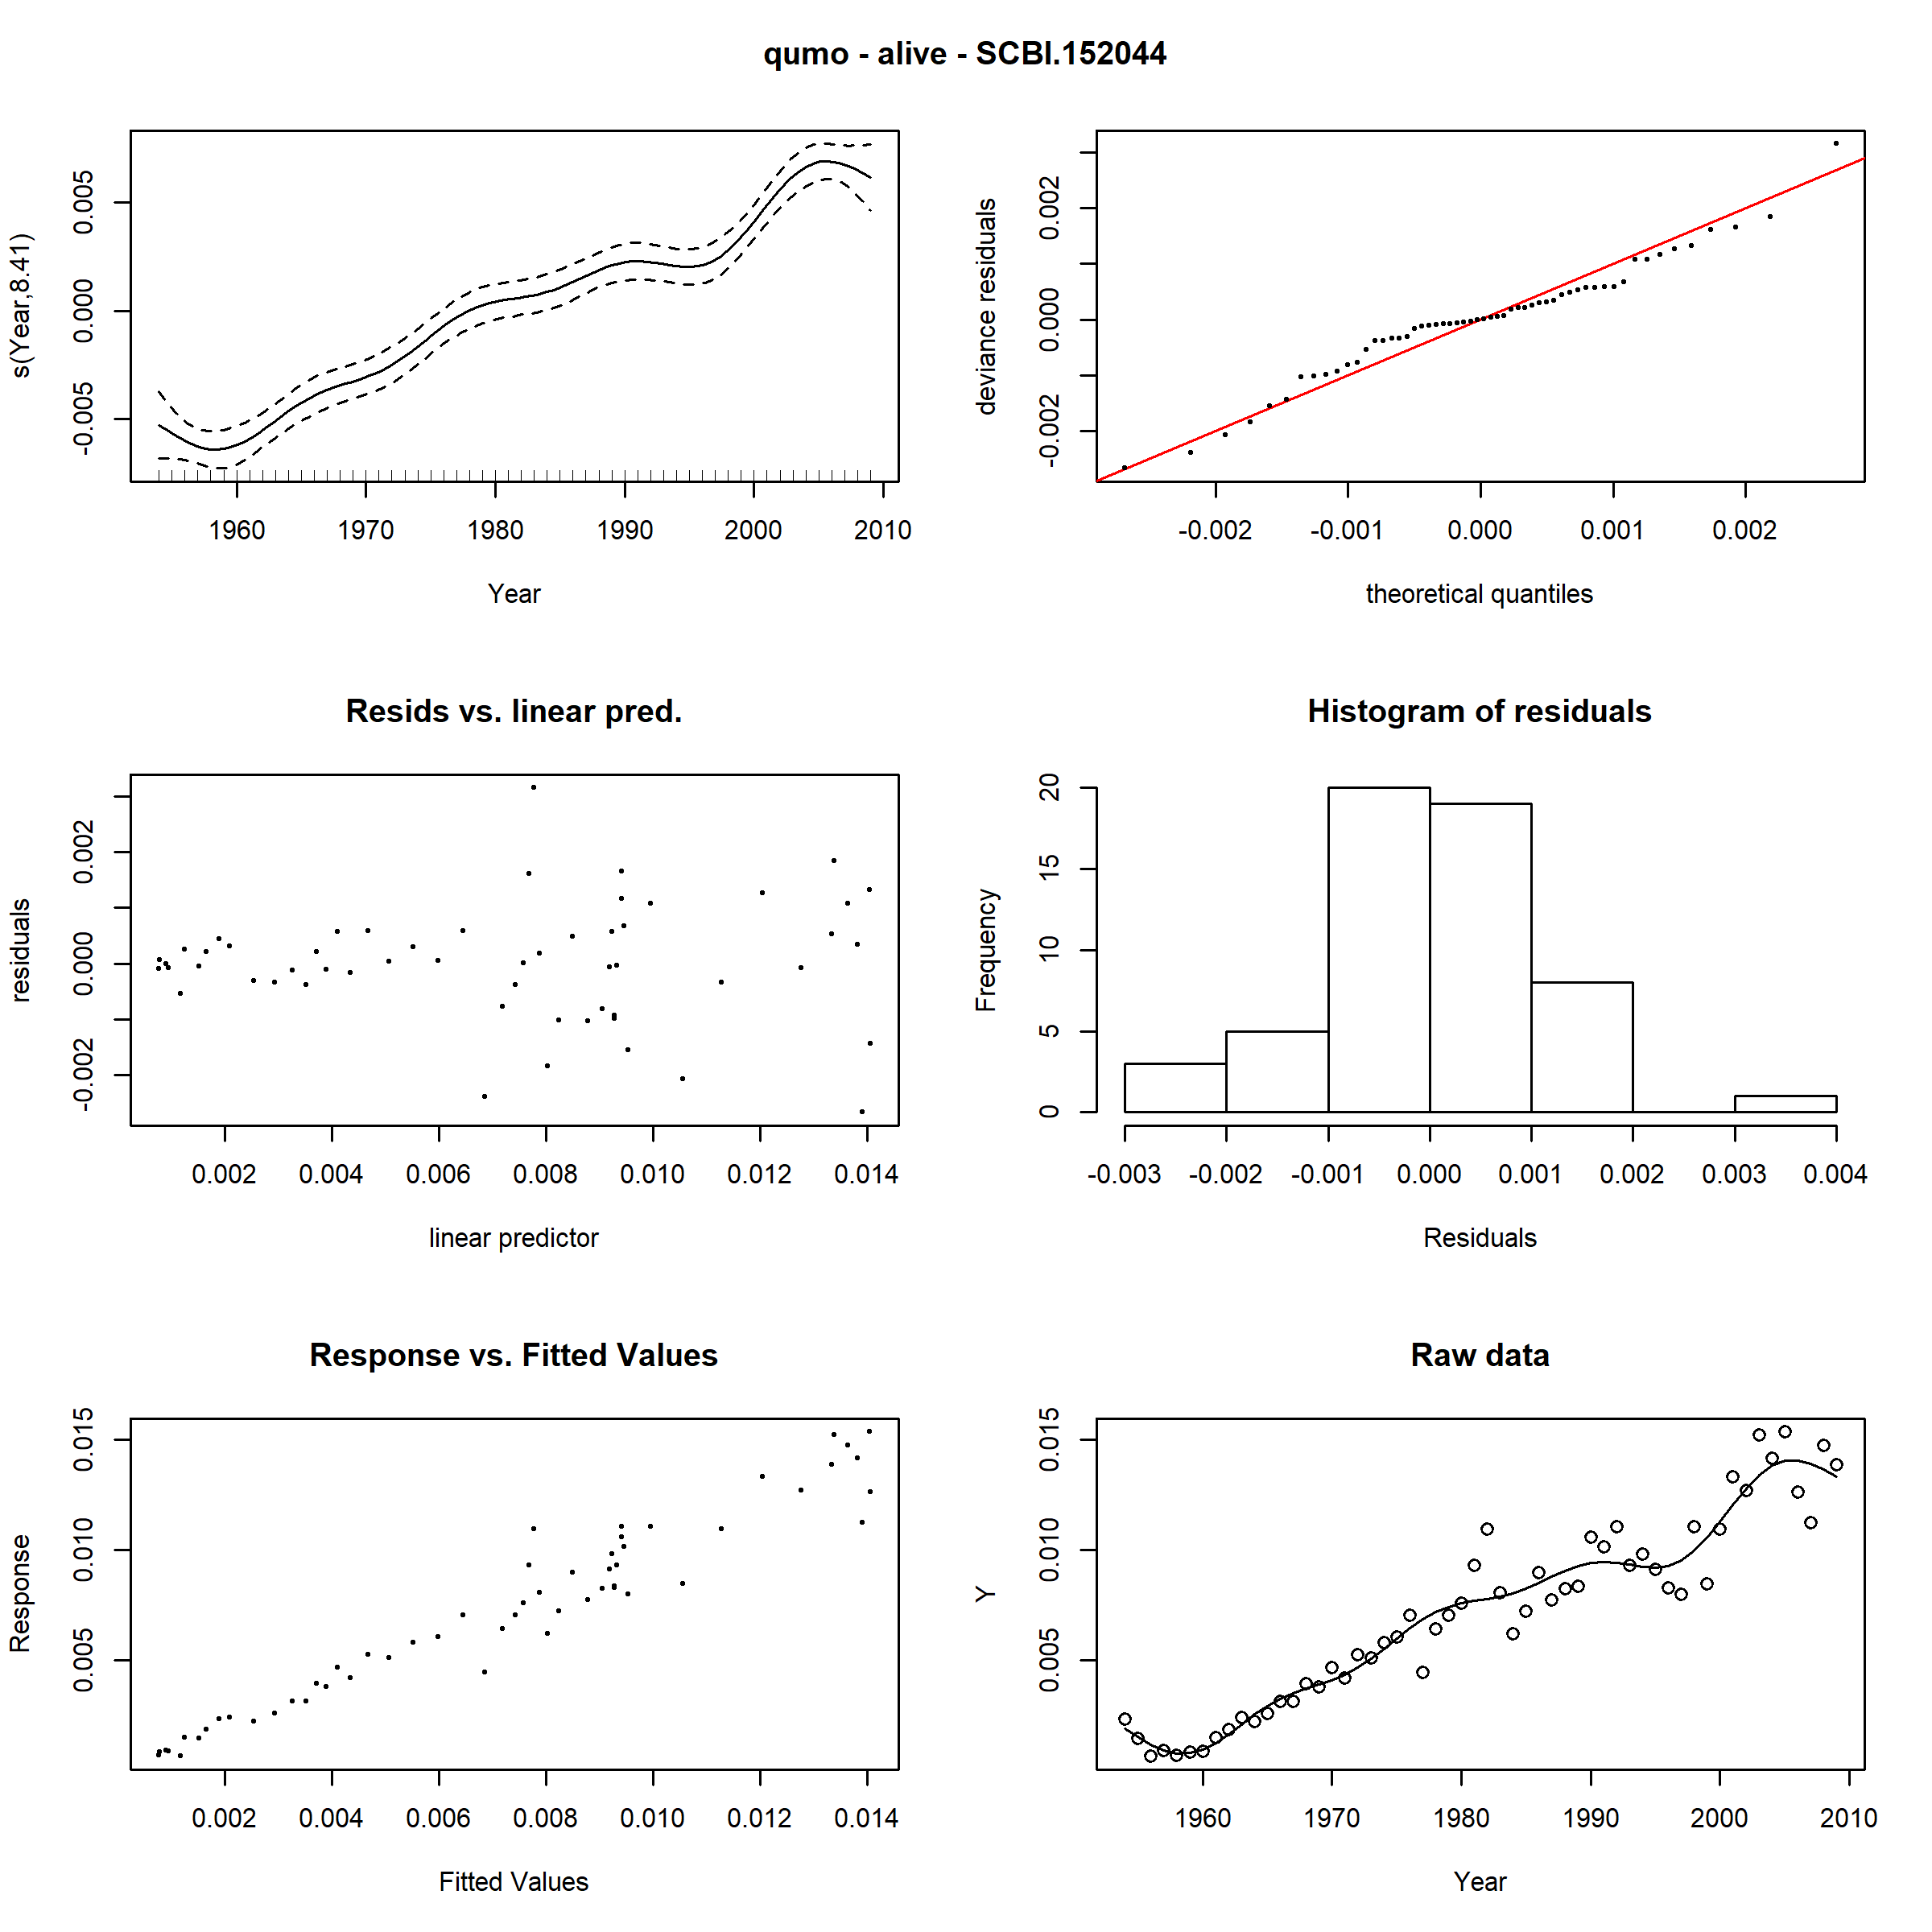 qumo - alive - SCBI.152044
s(Year,8.41)
-0.005 0.000 0.005
1960 1970 1980 1990 2000 2010
Year
deviance residuals
-0.002 0.000 0.002
-0.002 -0.001 0.000 0.001 0.002
theoretical quantiles
Resids vs. linear pred.
residuals
-0.002 0.000 0.002
0.002 0.004 0.006 0.008 0.010 0.012 0.014
linear predictor
Histogram of residuals
Frequency
0 5 10 15 20
-0.003 -0.002 -0.001 0.000 0.001 0.002 0.003 0.004
Residuals
Response vs. Fitted Values
Response
0.005 0.010 0.015
0.002 0.004 0.006 0.008 0.010 0.012 0.014
Fitted Values
Raw data
Y
0.005 0.010 0.015
1960 1970 1980 1990 2000 2010
Year